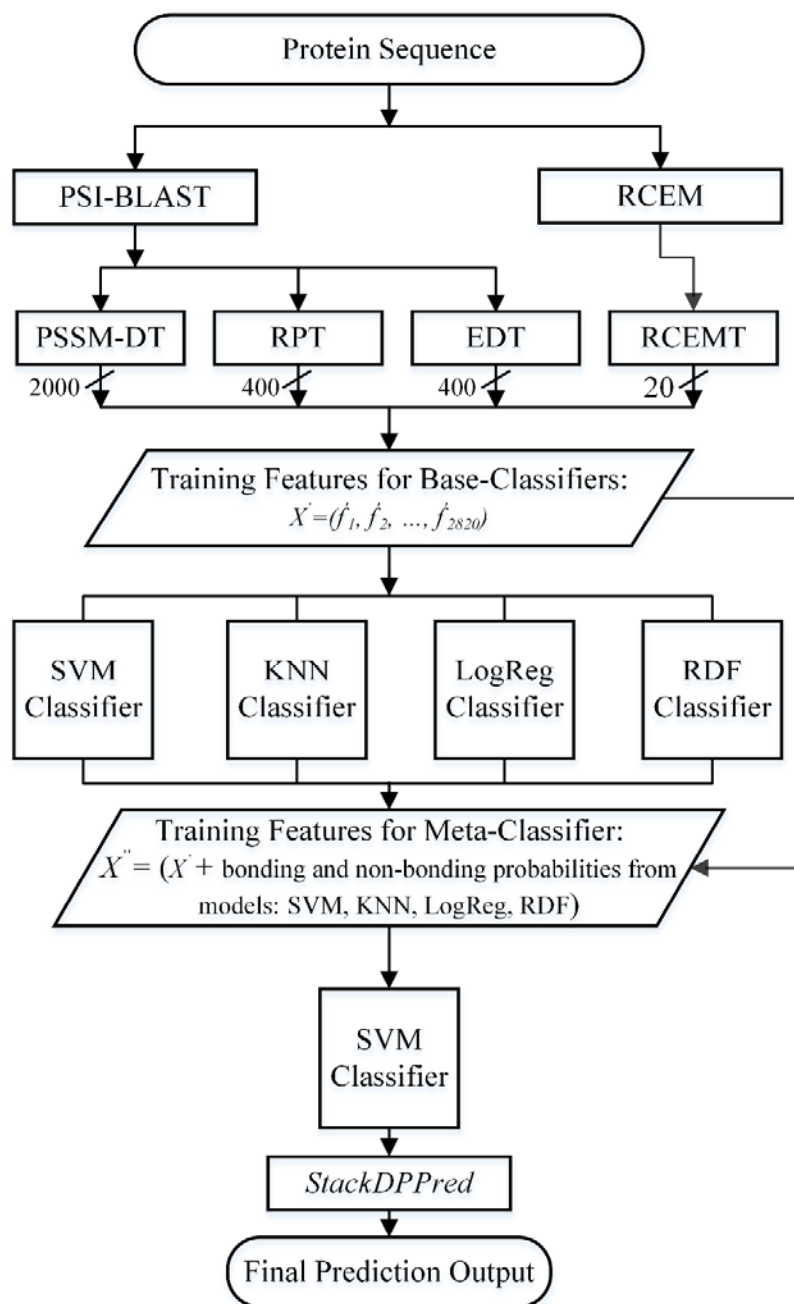 Protein Sequence
PSI-BLAST
RCEM
PSSM-DT
RPT
EDT
RCEMT
2000
400
400
20
Training Features for Base-Classifiers:
X'=(f́1, f́2, ..., f́2820)
SVM
Classifier
KNN
Classifier
LogReg
Classifier
RDF
Classifier
Training Features for Meta-Classifier:
X''= (X'+ bonding and non-bonding probabilities from
models: SVM, KNN, LogReg, RDF)
SVM
Classifier
StackDPPred
Final Prediction Output